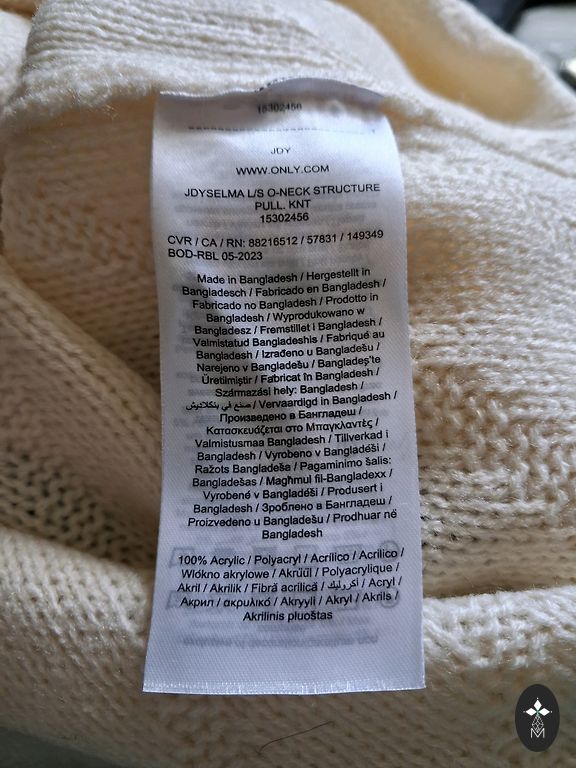 15302456
JDY
WWW.ONLY.COM
JDYSELMA L/S O-NECK STRUCTURE
PULL. KNT
15302456
CVR / CA / RN: 88216512 / 57831 / 149349
BOD-RBL 05-2023
Made in Bangladesh / Hergestellt in
Bangladesch / Fabricado en Bangladesh /
Fabricado no Bangladesh / Prodotto in
Bangladesh / Wyprodukowano w
Bangladesz / Fremstillet i Bangladesh /
Valmistatud Bangladeshis / Fabriqué au
Bangladesh / Izrađeno u Bangladešu /
Narejeno v Bangladešu / Bangladeş'te
Üretilmiştir / Fabricat în Bangladesh /
Származási hely: Bangladesh /
صنع في بنكلاديش / Vervaardigd in Bangladesh /
Произведено в Бангладеш /
Κατασκευάζεται στο Μπαγκλαντές /
Valmistusmaa Bangladesh / Tillverkad i
Bangladesh / Vyrobeno v Bangladéši /
Ražots Bangladeša / Pagaminimo šalis:
Bangladešas / Magħmul fil-Bangladexx /
Vyrobené v Bangladéši / Produsert i
Bangladesh / Зроблено в Бангладеш /
Proizvedeno u Bangladešu / Prodhuar në
Bangladesh
100% Acrylic / Polyacryl / Acrílico / Acrilico /
Włókno akrylowe / Akrüül / Polyacrylique /
Akril / Akrilik / Fibră acrilică / أكروليك / Acryl /
Акрил / ακρυλικό / Akryyli / Akryl / Akrils /
Akrilinis pluoštas
M